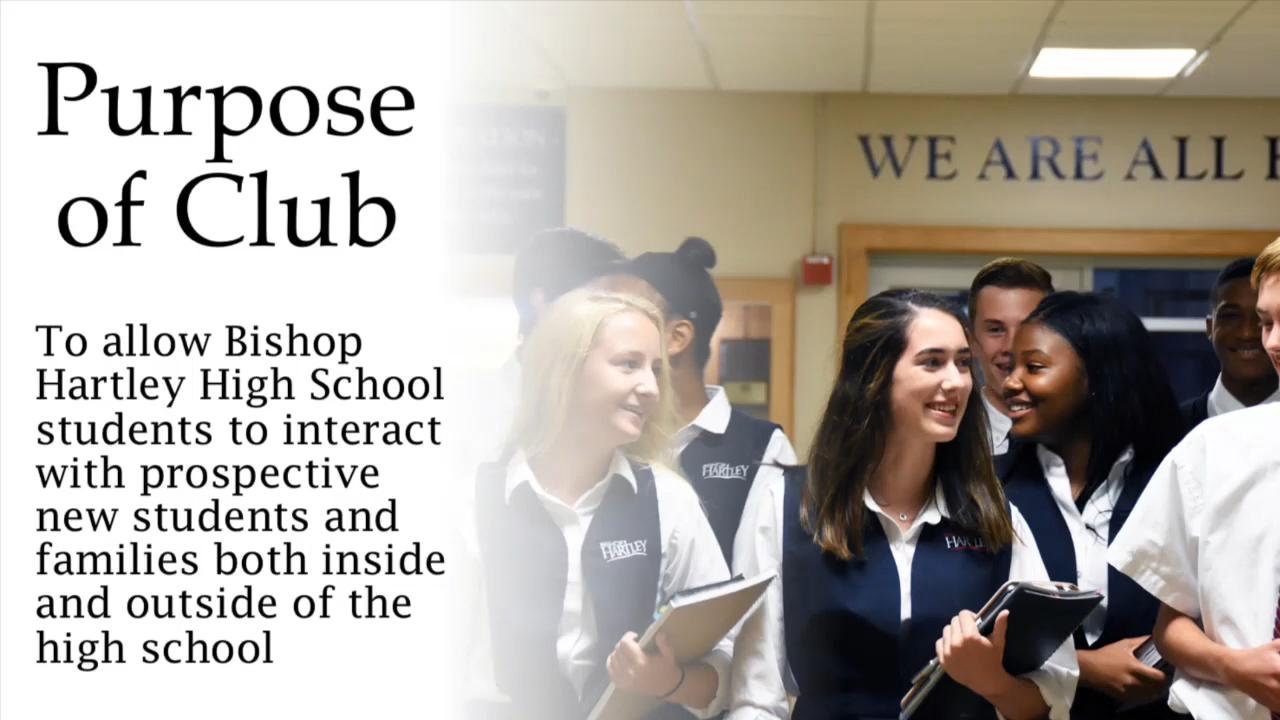 Purpose
of Club
To allow Bishop
Hartley High School
students to interact
with prospective
new students and
families both inside
and outside of the
high school
WE ARE ALL
HARTLEY
HARTLEY